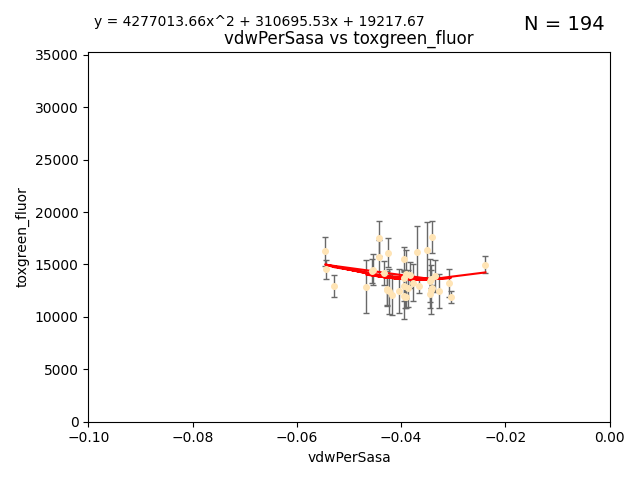 y = 4277013.66x^2 + 310695.53x + 19217.67
N = 194
vdwPerSasa vs toxgreen_fluor
toxgreen_fluor
35000
30000
25000
20000
15000
10000
5000
0
−0.10
−0.08
−0.06
−0.04
−0.02
0.00
vdwPerSasa